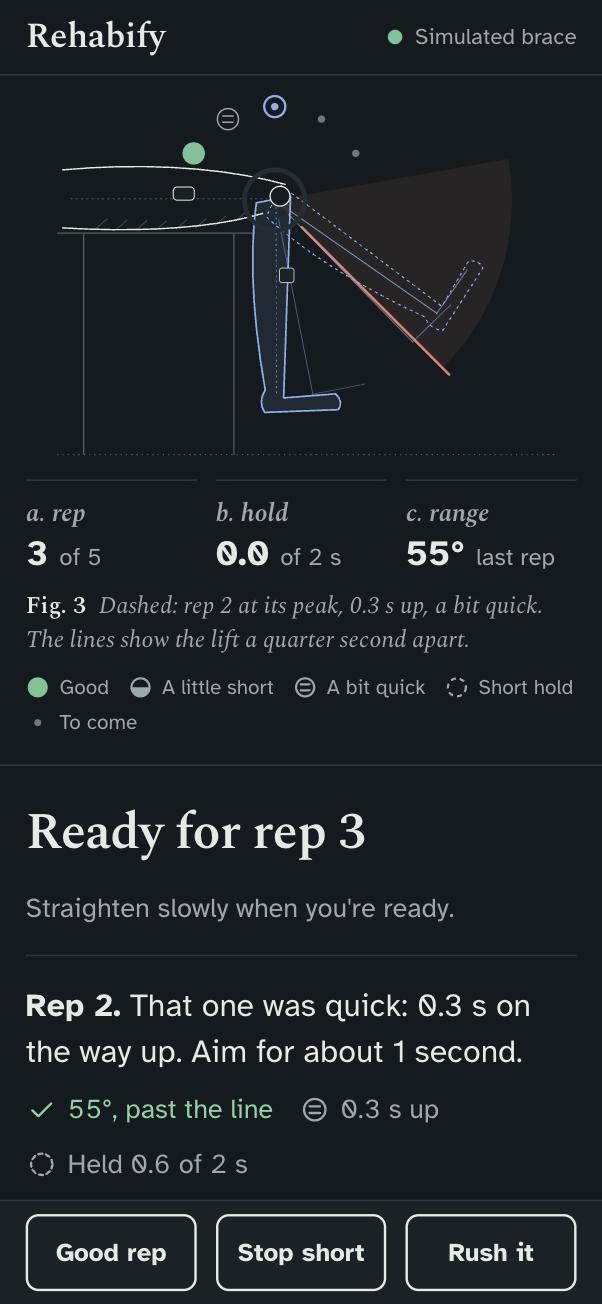 Rehabify
Simulated brace
a. rep
b. hold
c. range
3 of 5
0.0 of 2 s
55° last rep
Fig. 3 Dashed: rep 2 at its peak, 0.3 s up, a bit quick.
The lines show the lift a quarter second apart.
Good
A little short
A bit quick
Short hold
To come
Ready for rep 3
Straighten slowly when you're ready.
Rep 2. That one was quick: 0.3 s on
the way up. Aim for about 1 second.
55°, past the line
0.3 s up
Held 0.6 of 2 s
Good rep
Stop short
Rush it